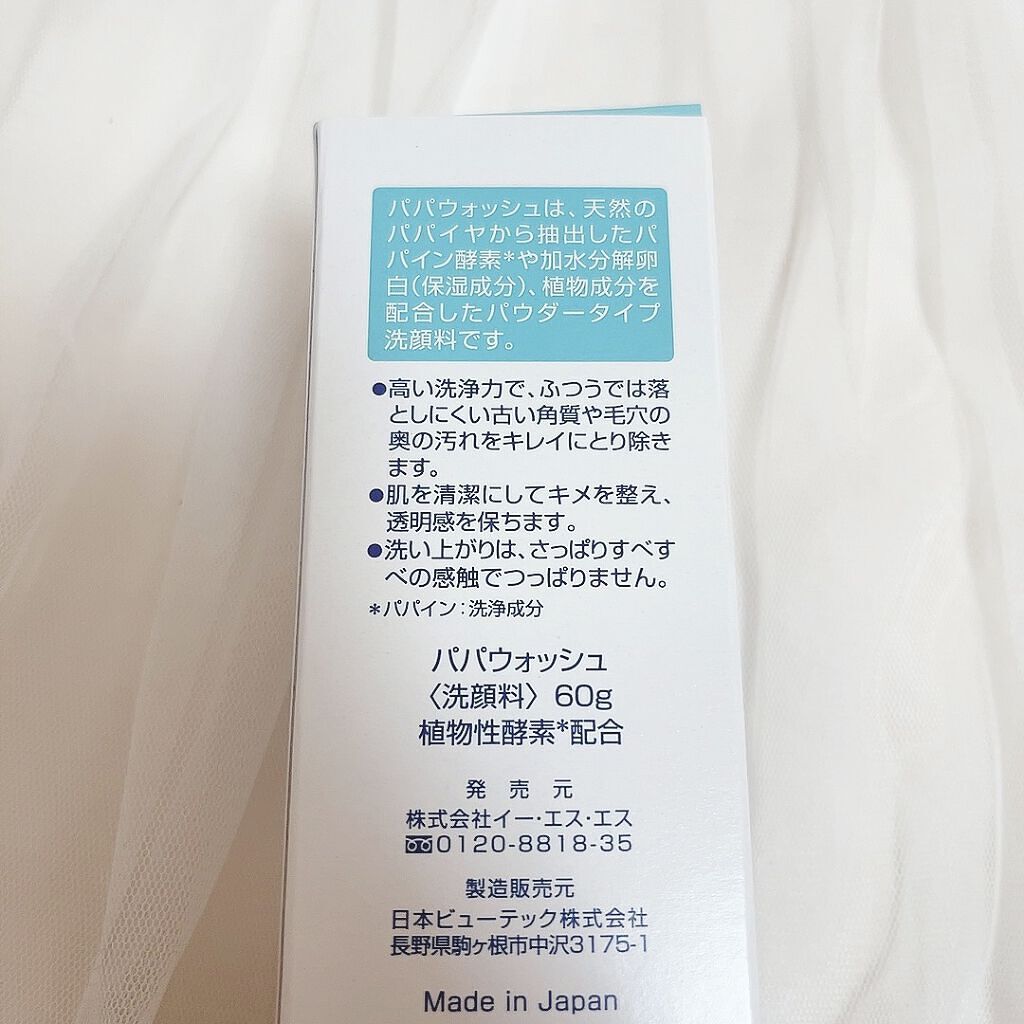 パパウォッシュは、天然の
パパイヤから抽出したパ
パイン酵素*や加水分解卵
白(保湿成分)、植物成分を
配合したパウダータイプ
洗顔料です。
●高い洗浄力で、ふつうでは落
としにくい古い角質や毛穴の
奥の汚れをキレイにとり除き
ます。
●肌を清潔にしてキメを整え、
透明感を保ちます。
●洗い上がりは、さっぱりすべす
べの感触でつっぱりません。
*パパイン:洗浄成分
パパウォッシュ
〈洗顔料〉60g
植物性酵素*配合
発売元
株式会社イー・エス・エス
0120-8818-35
製造販売元
日本ビューテック株式会社
長野県駒ヶ根市中沢3175-1
Made in Japan